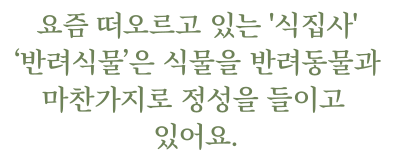 요즘 떠오르고 있는 '식집사'
‘반려식물’은 식물을 반려동물과
마찬가지로 정성을 들이고
있어요.